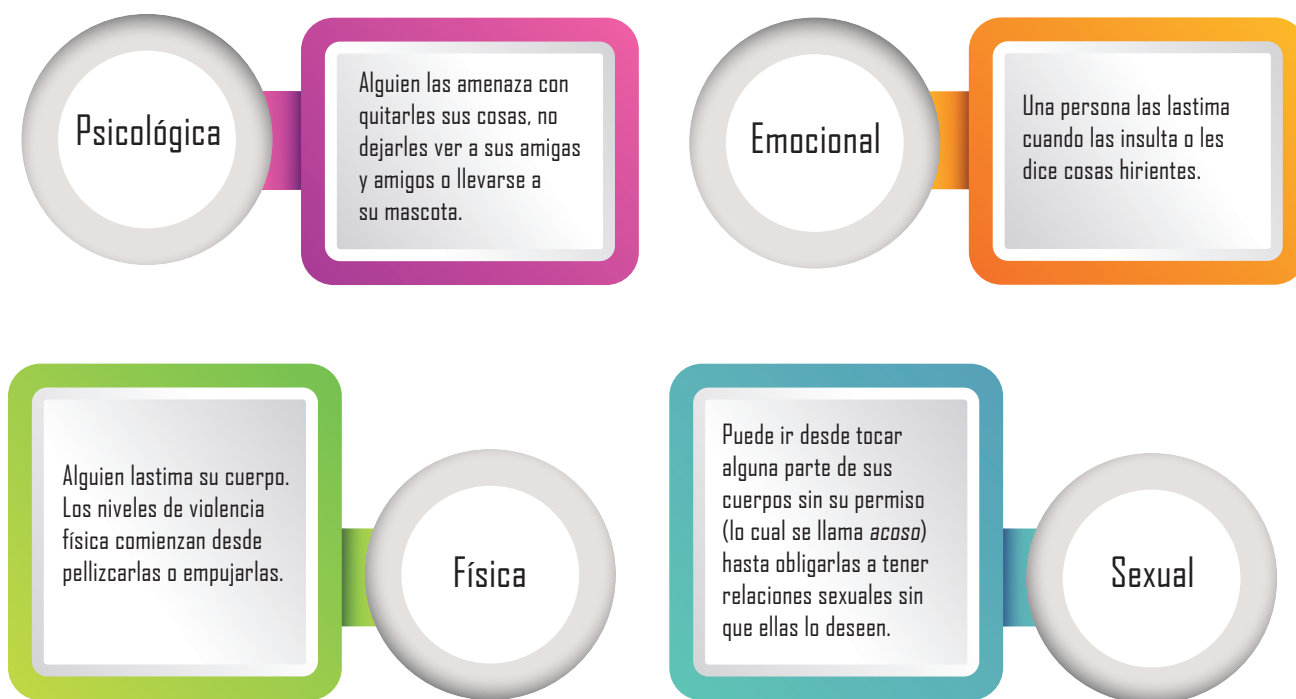 Psicológica
Alguien las amenaza con
quitarles sus cosas, no
dejarles ver a sus amigas
y amigos o llevarse a
su mascota.
Emocional
Una persona las lastima
cuando las insulta o les
dice cosas hirientes.
Alguien lastima su cuerpo.
Los niveles de violencia
física comienzan desde
pellizcarlas o empujarlas.
Física
Puede ir desde tocar
alguna parte de sus
cuerpos sin su permiso
(lo cual se llama acoso)
hasta obligarlas a tener
relaciones sexuales sin
que ellas lo deseen.
Sexual